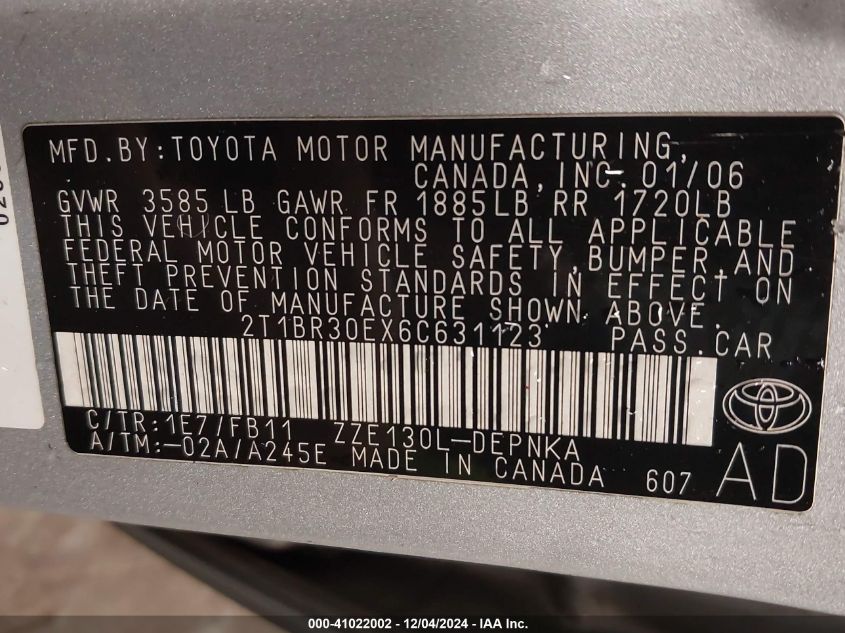 MFD.BY:TOYOTA MOTOR MANUFACTURING,
CANADA,INC. 01/06
GVWR 3585 LB GAWR FR 1885LB RR 1720LB
THIS VEHICLE CONFORMS TO ALL APPLICABLE
FEDERAL MOTOR VEHICLE SAFETY,BUMPER,AND
THEFT PREVENTION STANDARDS IN EFFECT ON
THE DATE OF MANUFACTURE SHOWN ABOVE.
2T1BR30EX6C631123 PASS.CAR
C/TR:1E7/FB11 ZZE130L-DEPNKA
A/TM:-02A/A245E MADE IN CANADA 607
AD
000-41022002 - 12/04/2024 - IAA Inc.